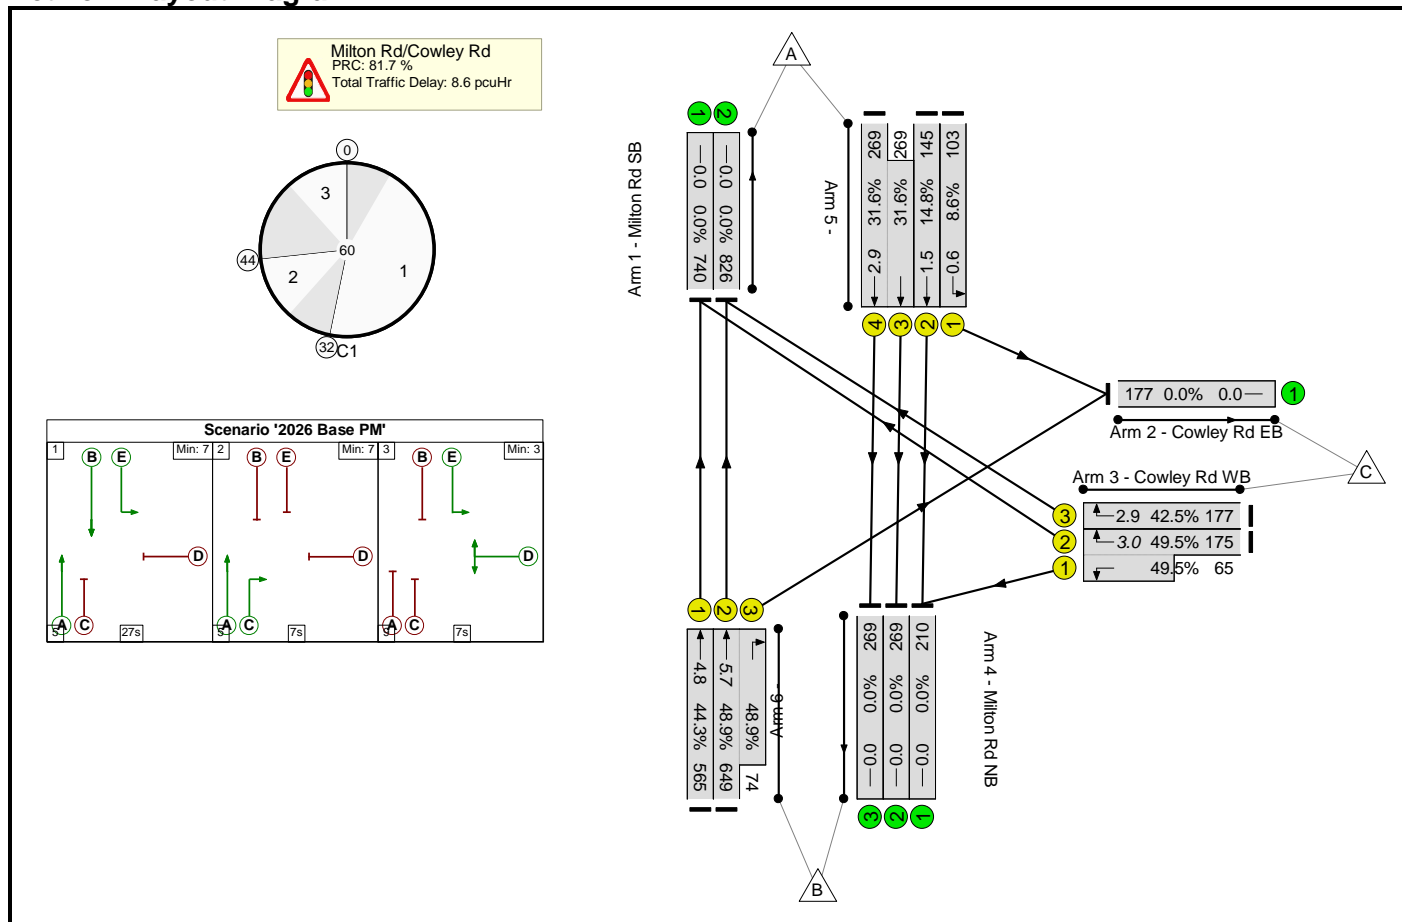 Milton Rd/Cowley Rd
PRC: 81.7 %
Total Traffic Delay: 8.6 pcuHr
0
3
1
60
44
2
32
C1
Scenario '2026 Base PM'
1
B
E
Min: 7
D
A
C
27s
2
B
E
Min: 7
D
A
C
5
7s
3
B
E
Min: 3
D
A
C
9
7s
A
Arm 1 - Milton Rd SB
1
2
0.0 0.0% 740
0.0 0.0% 826
Arm 5 -
2.9 31.6% 269
31.6% 269
1.5 14.8% 145
0.6 8.6% 103
4
3
2
1
177 0.0% 0.0
1
Arm 2 - Cowley Rd EB
C
Arm 3 - Cowley Rd WB
3
2.9 42.5% 177
2
3.0 49.5% 175
1
49.5% 65
1
2
3
4.8 44.3% 565
5.7 48.9% 649
48.9% 74
Arm 6 -
269 0.0% 0.0
269 0.0% 0.0
210 0.0% 0.0
3
2
1
Arm 4 - Milton Rd NB
B